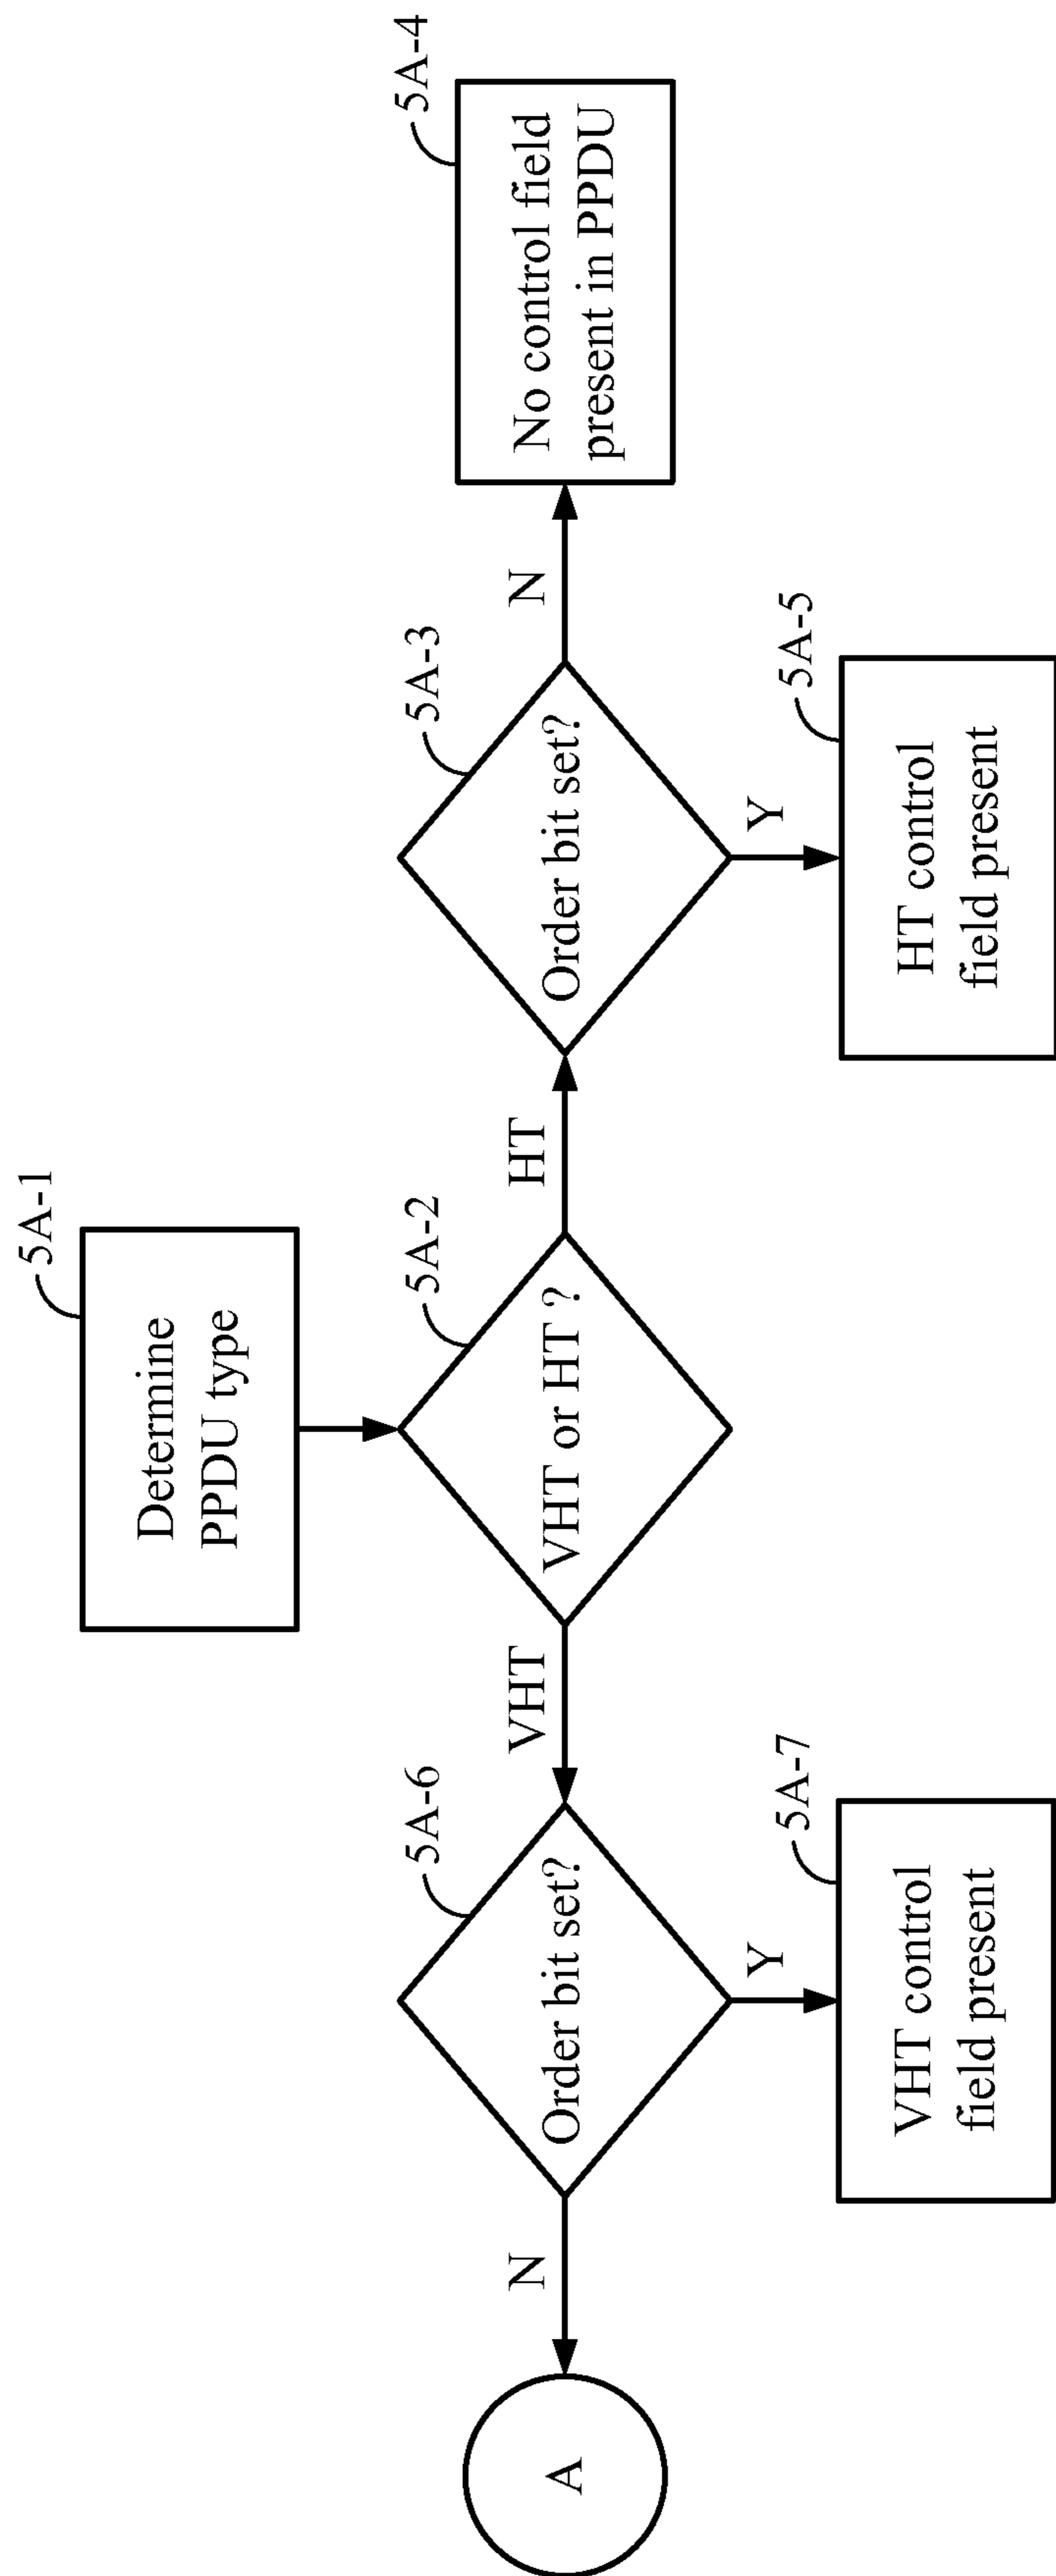 5A-1
Determine
PPDU type
5A-2
VHT or HT ?
HT
5A-3
Order bit set?
N
5A-4
No control field
present in PPDU
Y
5A-5
HT control
field present
VHT
5A-6
Order bit set?
Y
5A-7
VHT control
field present
N
A